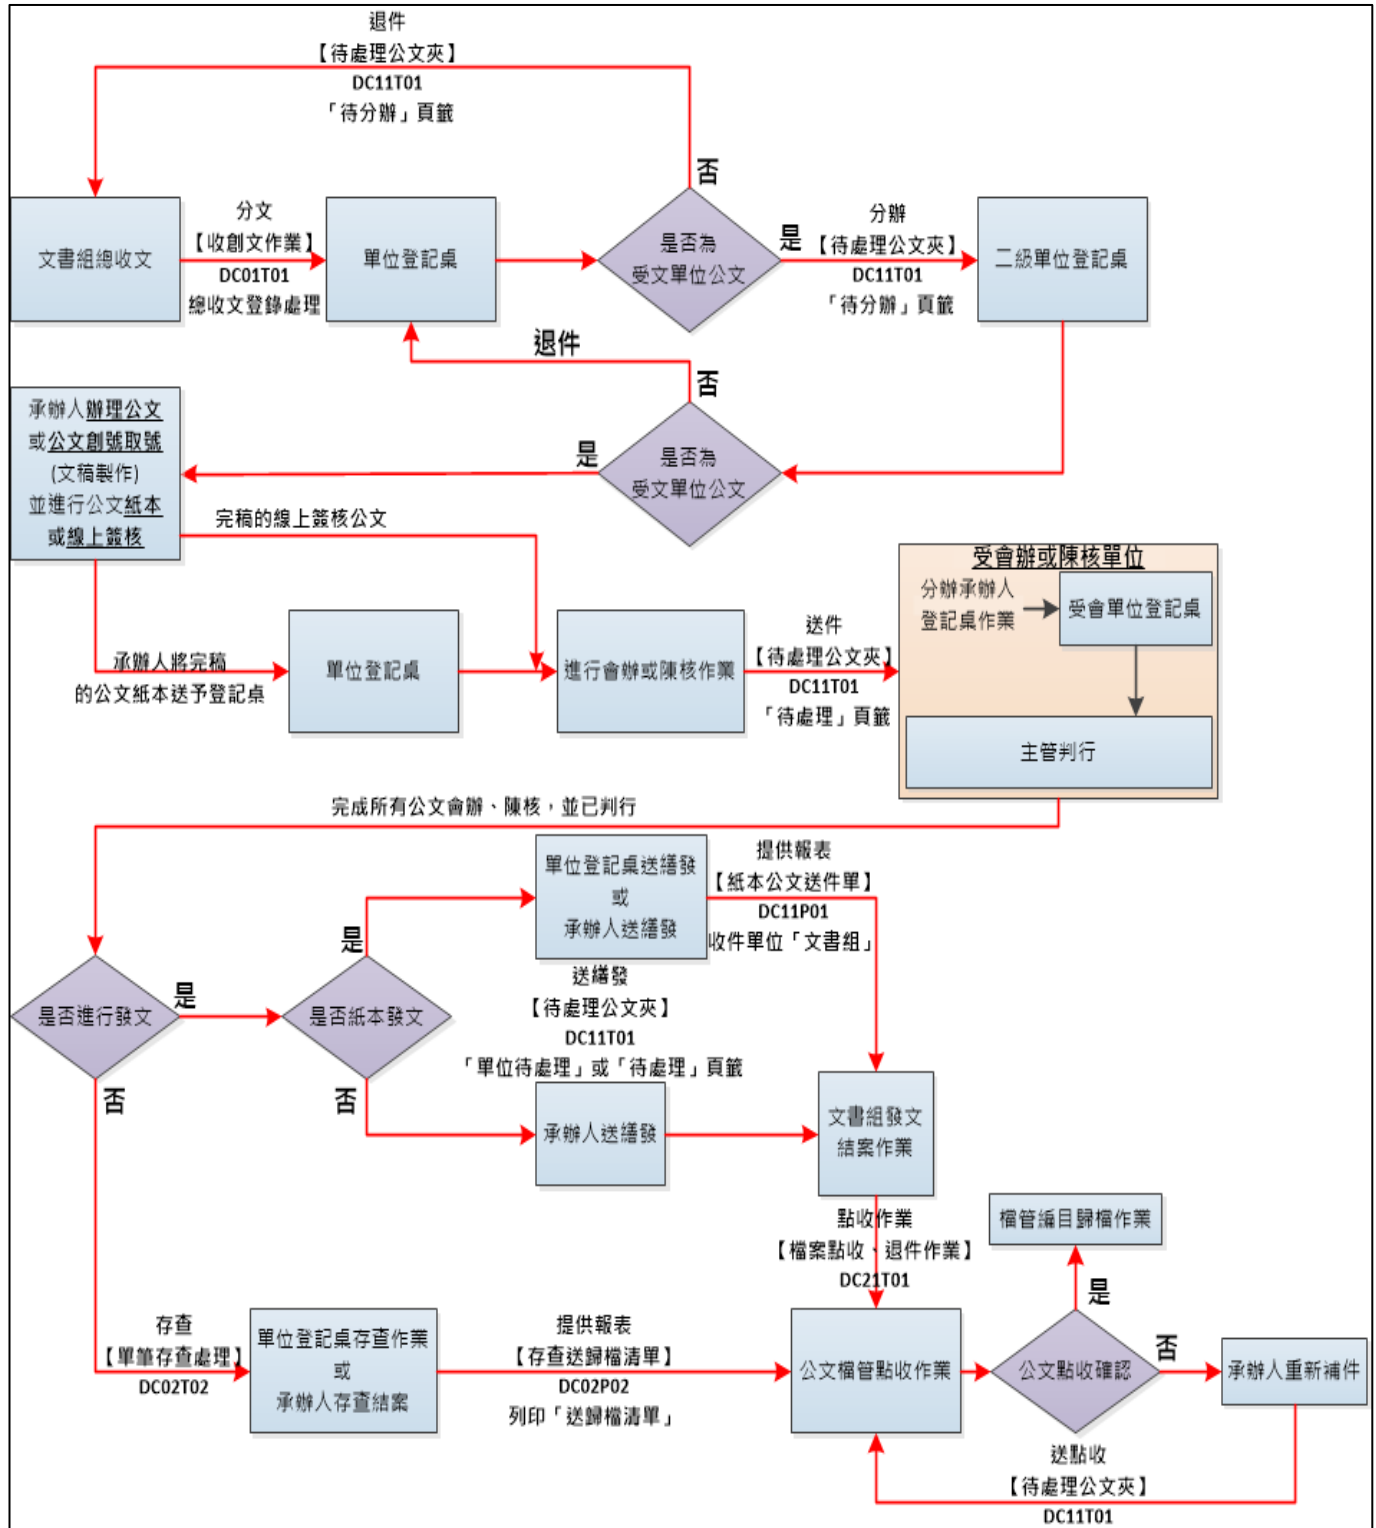 退件
【待處理公文夾】
DC11T01
「待分辦」頁籤
否
文書組總收文
分文
【收創文作業】
DC01T01
總收文登錄處理
單位登記桌
是否為
受文單位公文
是
分辦
【待處理公文夾】
DC11T01
「待分辦」頁籤
二級單位登記桌
退件
否
承辦人辦理公文
或公文創號取號
(文稿製作)
並進行公文紙本
或線上簽核
是
是否為
受文單位公文
完稿的線上簽核公文
承辦人將完稿
的公文紙本送予登記桌
單位登記桌
進行會辦或陳核作業
送件
【待處理公文夾】
DC11T01
「待處理」頁籤
受會辦或陳核單位
分辦承辦人
登記桌作業
受會單位登記桌
主管判行
完成所有公文會辦、陳核，並已判行
單位登記桌送繕發
或
承辦人送繕發
提供報表
【紙本公文送件單】
DC11P01
收件單位「文書組」
是否進行發文
是
是否紙本發文
是
送繕發
【待處理公文夾】
DC11T01
「單位待處理」或「待處理」頁籤
否
否
承辦人送繕發
文書組發文
結案作業
點收作業
【檔案點收、退件作業】
DC21T01
檔管編目歸檔作業
是
存查
【單筆存查處理】
DC02T02
單位登記桌存查作業
或
承辦人存查結案
提供報表
【存查送歸檔清單】
DC02P02
列印「送歸檔清單」
公文檔管點收作業
公文點收確認
否
承辦人重新補件
送點收
【待處理公文夾】
DC11T01